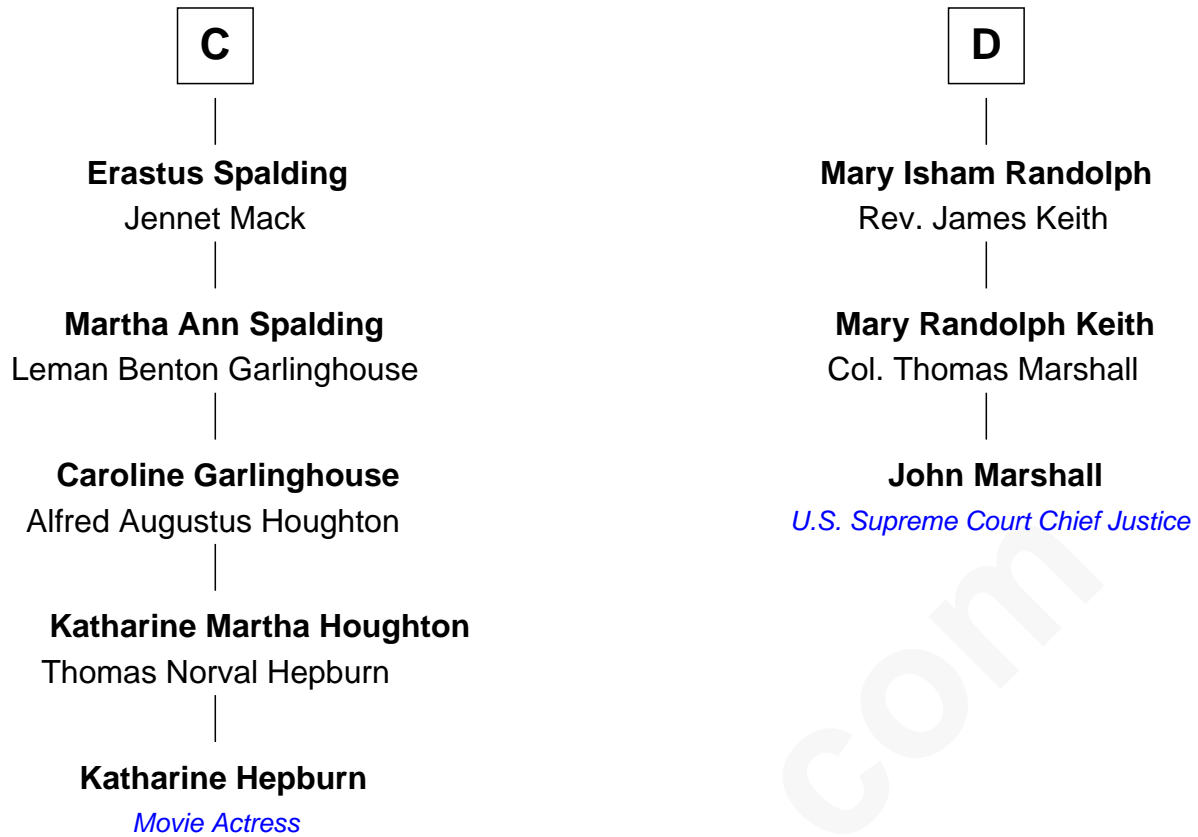 C
Erastus Spalding
Jennet Mack
Martha Ann Spalding
Leman Benton Garlinghouse
Caroline Garlinghouse
Alfred Augustus Houghton
Katharine Martha Houghton
Thomas Norval Hepburn
Katharine Hepburn
Movie Actress
D
Mary Isham Randolph
Rev. James Keith
Mary Randolph Keith
Col. Thomas Marshall
John Marshall
U.S. Supreme Court Chief Justice
com